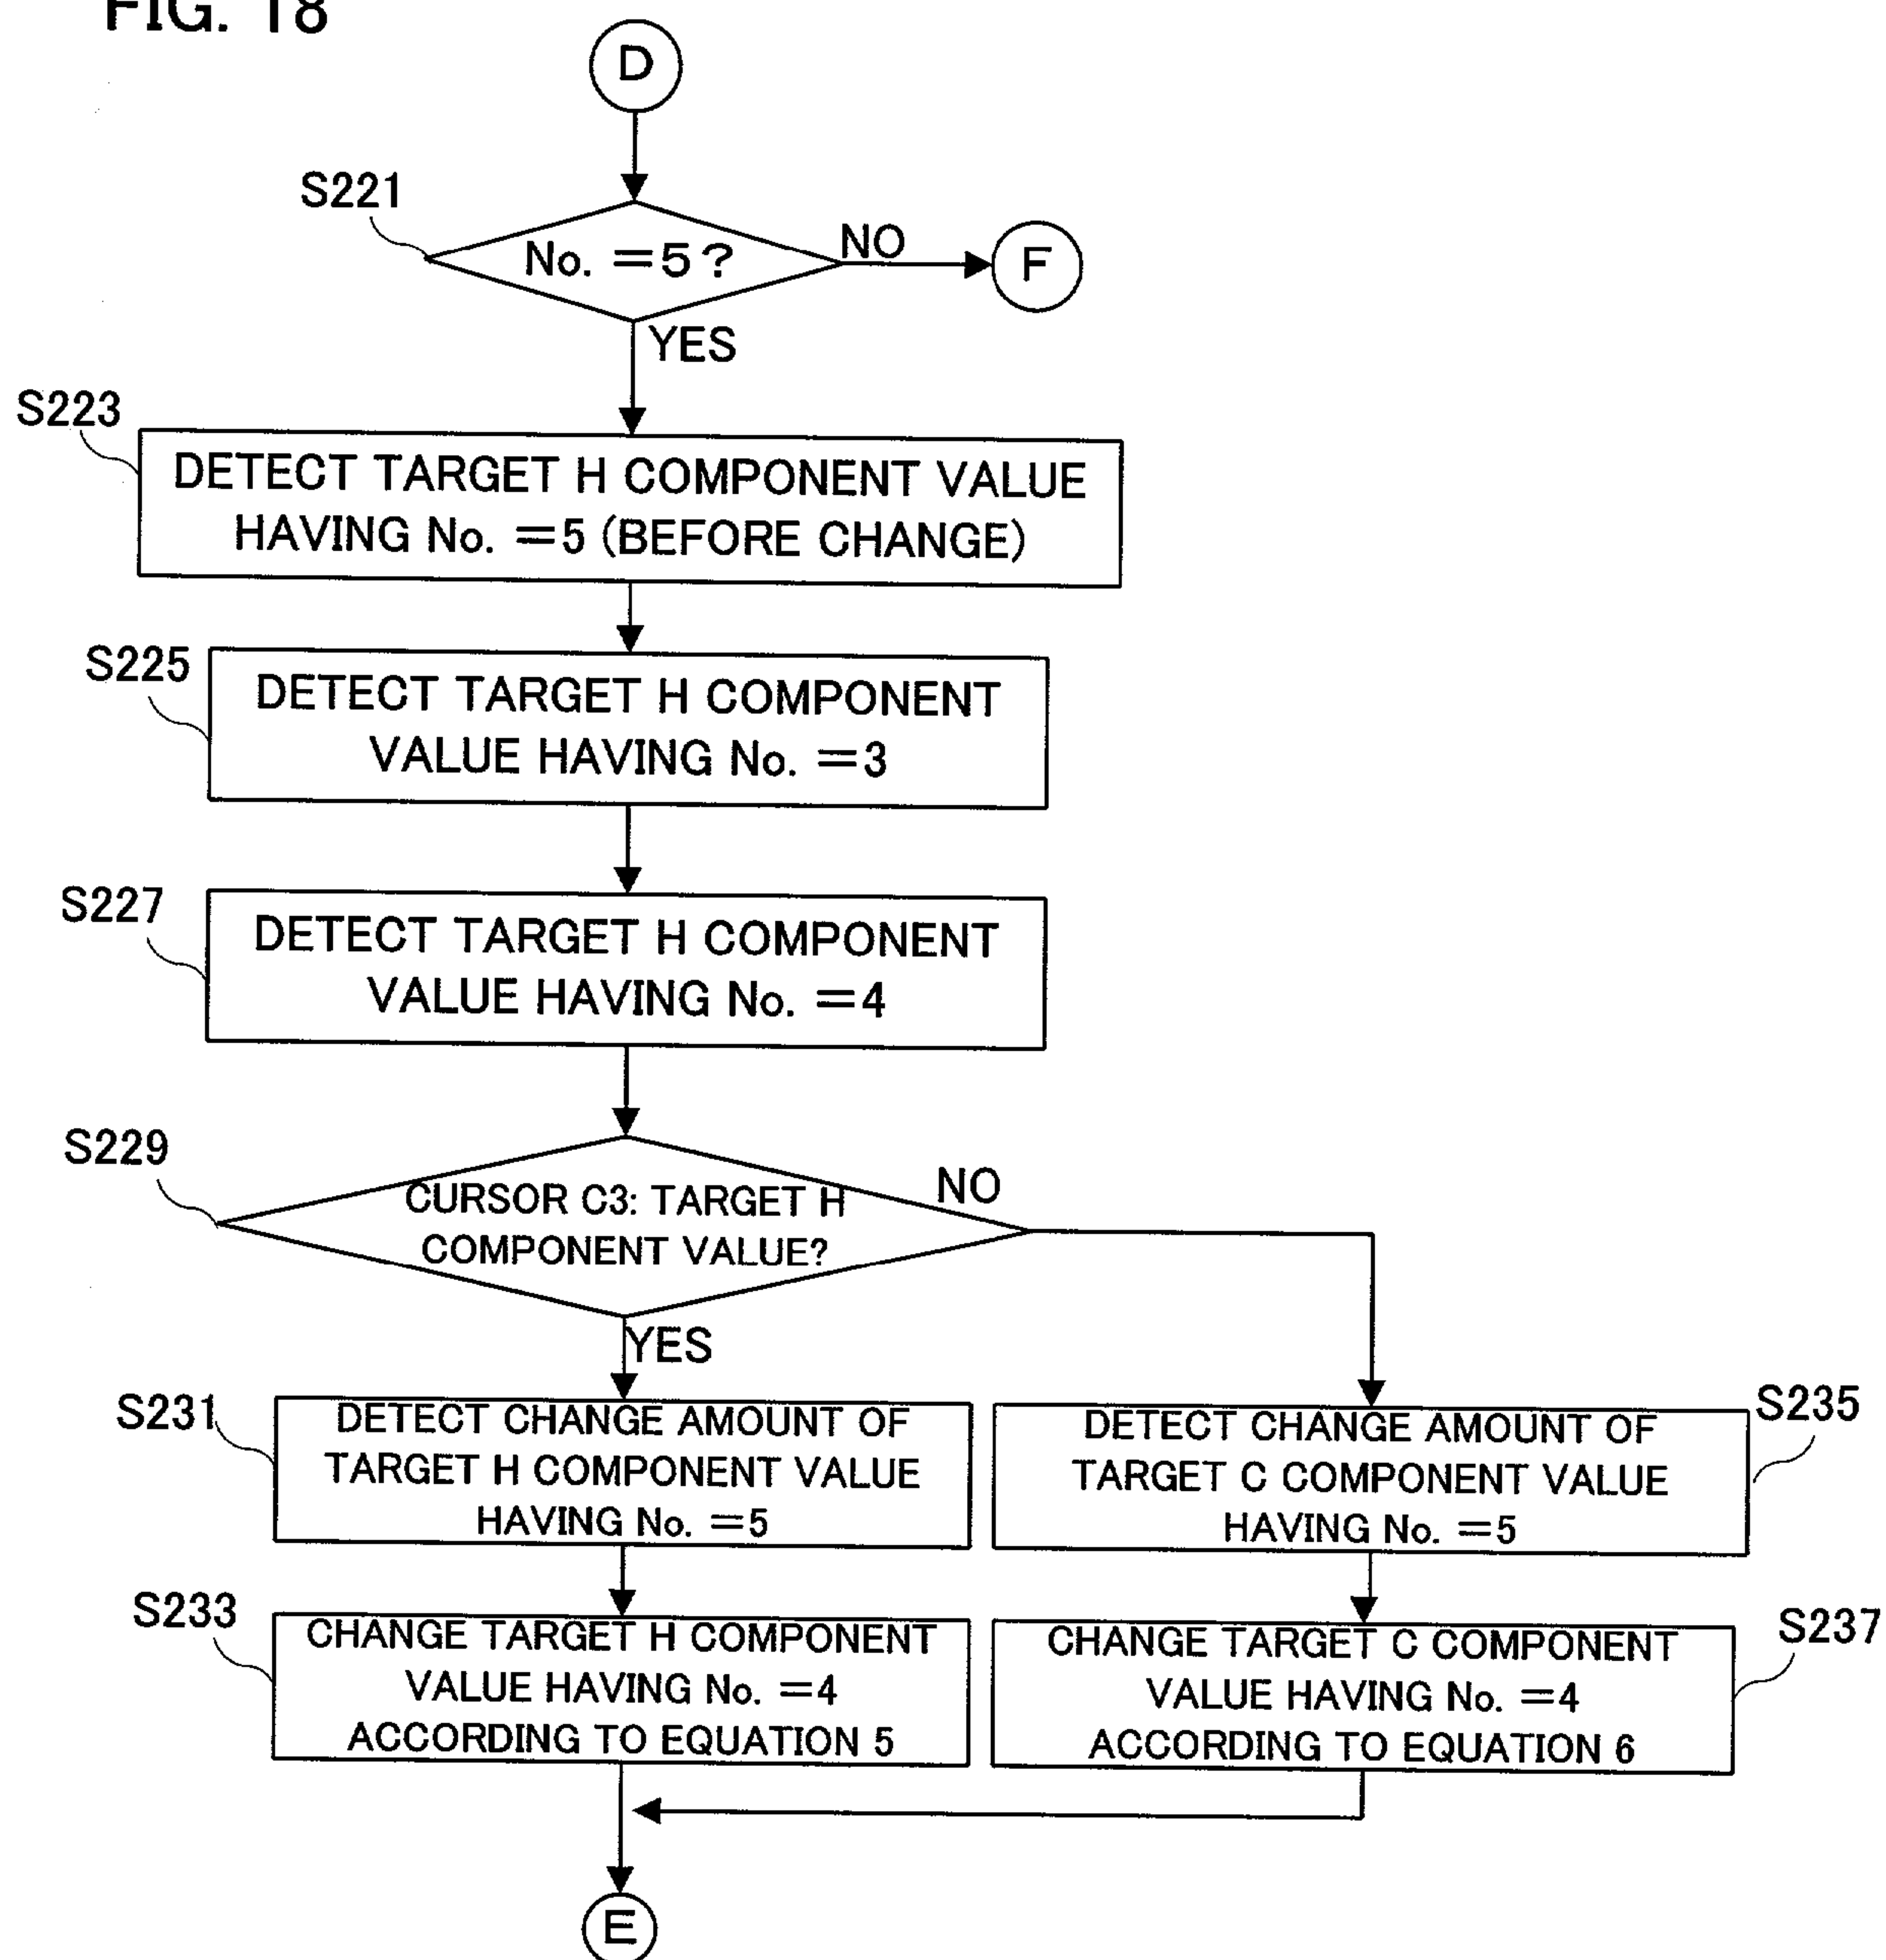 FIG. 18
D
S221
No. =5?
NO
F
YES
S223
DETECT TARGET H COMPONENT VALUE
HAVING No. =5 (BEFORE CHANGE)
S225
DETECT TARGET H COMPONENT
VALUE HAVING No. =3
S227
DETECT TARGET H COMPONENT
VALUE HAVING No. =4
S229
CURSOR C3: TARGET H
COMPONENT VALUE?
NO
YES
S231
DETECT CHANGE AMOUNT OF
TARGET H COMPONENT VALUE
HAVING No. =5
S235
DETECT CHANGE AMOUNT OF
TARGET C COMPONENT VALUE
HAVING No. =5
S233
CHANGE TARGET H COMPONENT
VALUE HAVING No. =4
ACCORDING TO EQUATION 5
S237
CHANGE TARGET C COMPONENT
VALUE HAVING No. =4
ACCORDING TO EQUATION 6
E